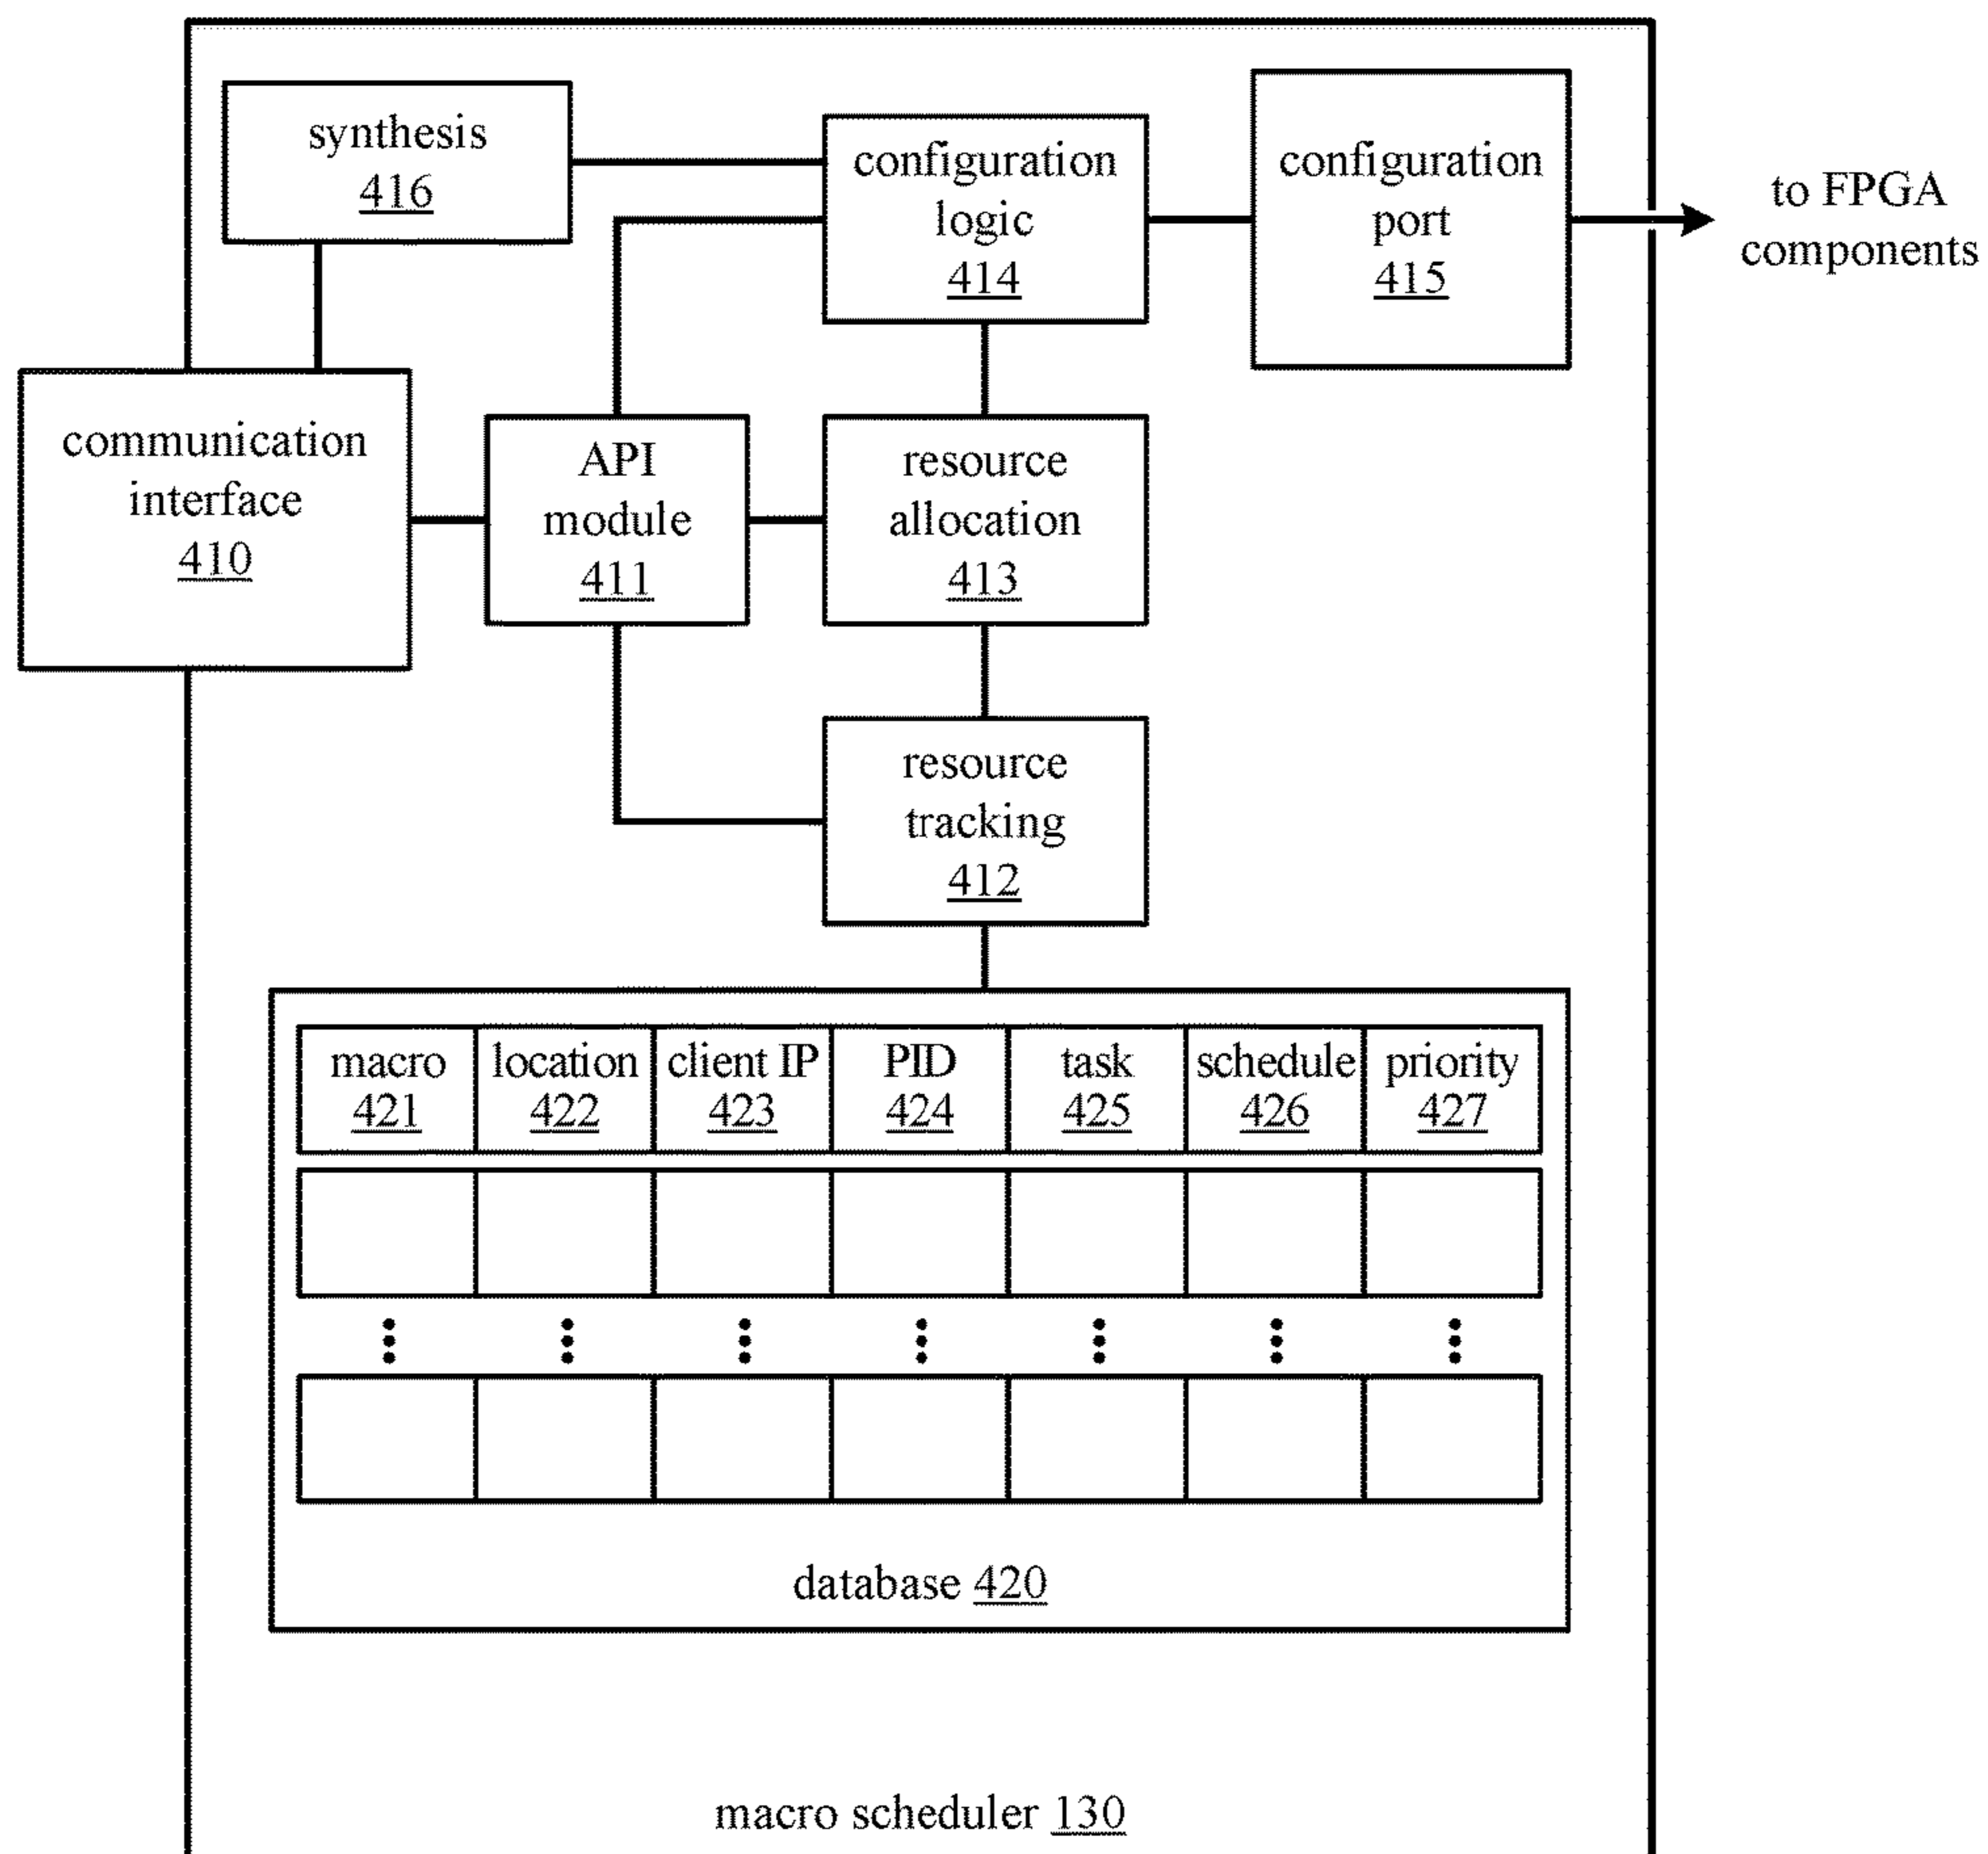 synthesis
416
configuration
logic
414
configuration
port
415
to FPGA
components
communication
interface
410
API
module
411
resource
allocation
413
resource
tracking
412
macro
421
location
422
client IP
423
PID
424
task
425
schedule
426
priority
427
database 420
macro scheduler 130